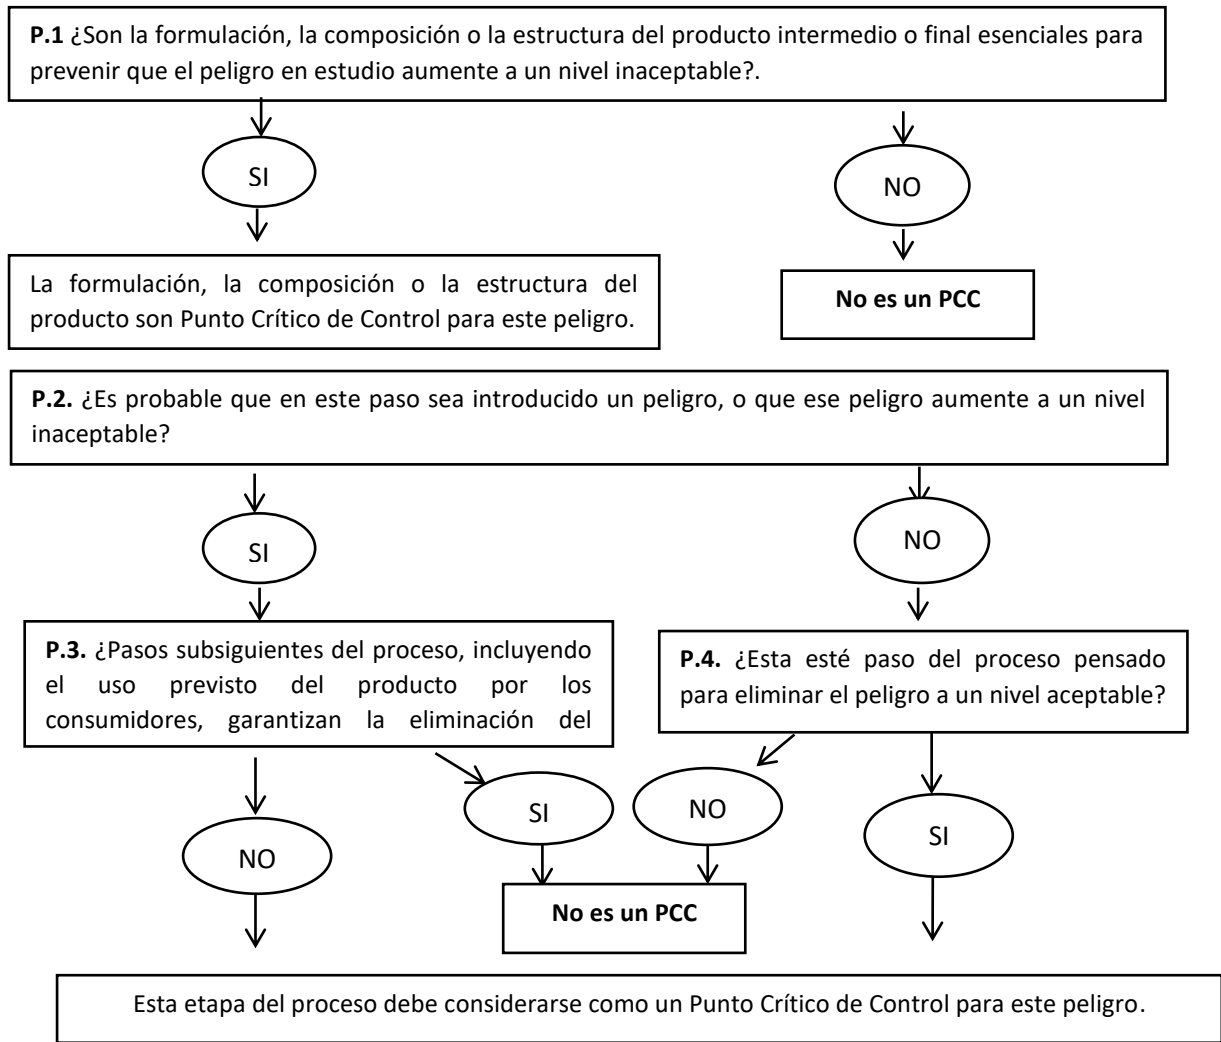 P.1 ¿Son la formulación, la composición o la estructura del producto intermedio o final esenciales para
prevenir que el peligro en estudio aumente a un nivel inaceptable?.
SI
NO
La formulación, la composición o la estructura del
producto son Punto Crítico de Control para este peligro.
No es un PCC
P.2. ¿Es probable que en este paso sea introducido un peligro, o que ese peligro aumente a un nivel
inaceptable?
SI
NO
P.3. ¿Pasos subsiguientes del proceso, incluyendo
el uso previsto del producto por los
consumidores, garantizan la eliminación del
P.4. ¿Esta esté paso del proceso pensado
para eliminar el peligro a un nivel aceptable?
SI
NO
NO
SI
No es un PCC
Esta etapa del proceso debe considerarse como un Punto Crítico de Control para este peligro.